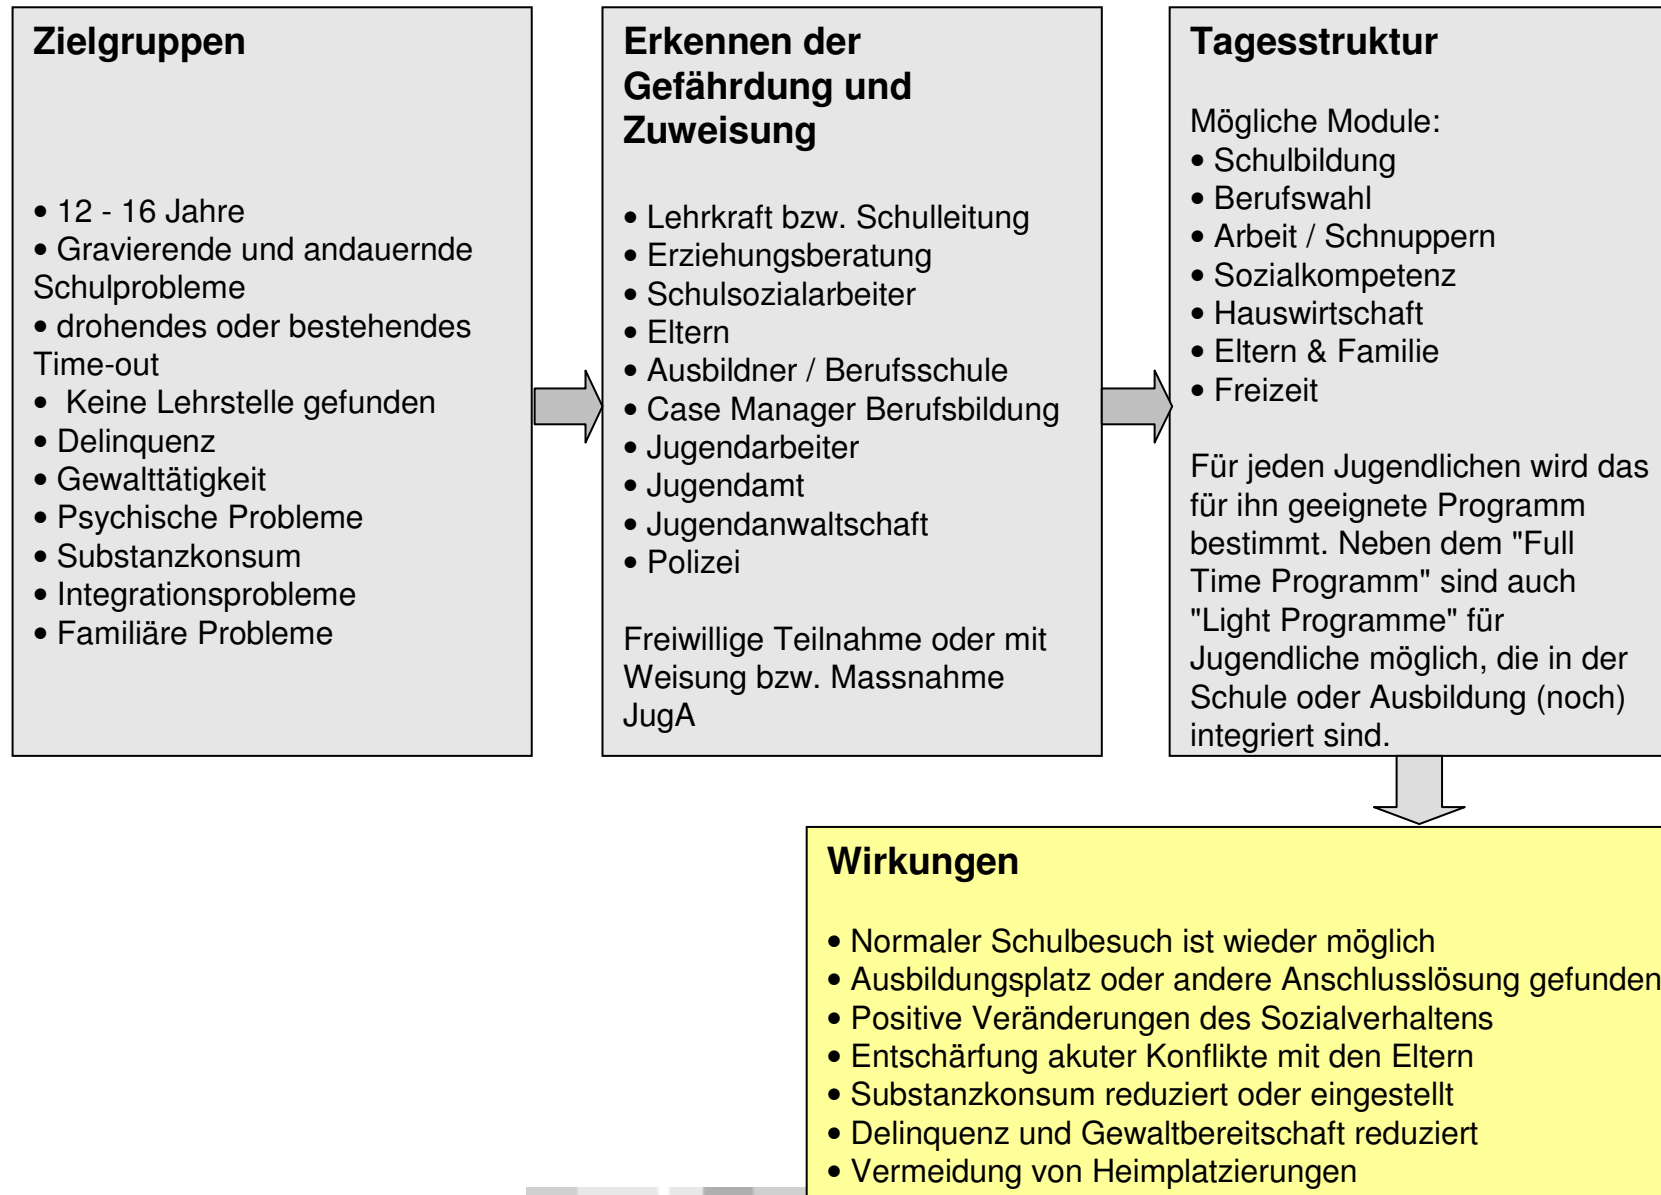 Zielgruppen
• 12 - 16 Jahre
• Gravierende und andauernde
Schulprobleme
• drohendes oder bestehendes
Time-out
• Keine Lehrstelle gefunden
• Delinquenz
• Gewalttätigkeit
• Psychische Probleme
• Substanzkonsum
• Integrationsprobleme
• Familiäre Probleme
Erkennen der
Gefährdung und
Zuweisung
• Lehrkraft bzw. Schulleitung
• Erziehungsberatung
• Schulsozialarbeiter
• Eltern
• Ausbildner / Berufsschule
• Case Manager Berufsbildung
• Jugendarbeiter
• Jugendamt
• Jugendanwaltschaft
• Polizei
Freiwillige Teilnahme oder mit
Weisung bzw. Massnahme
JugA
Tagesstruktur
Mögliche Module:
• Schulbildung
• Berufswahl
• Arbeit / Schnuppern
• Sozialkompetenz
• Hauswirtschaft
• Eltern & Familie
• Freizeit
Für jeden Jugendlichen wird das
für ihn geeignete Programm
bestimmt. Neben dem "Full
Time Programm" sind auch
"Light Programme" für
Jugendliche möglich, die in der
Schule oder Ausbildung (noch)
integriert sind.
Wirkungen
• Normaler Schulbesuch ist wieder möglich
• Ausbildungsplatz oder andere Anschlusslösung gefunden
• Positive Veränderungen des Sozialverhaltens
• Entschärfung akuter Konflikte mit den Eltern
• Substanzkonsum reduziert oder eingestellt
• Delinquenz und Gewaltbereitschaft reduziert
• Vermeidung von Heimplatzierungen